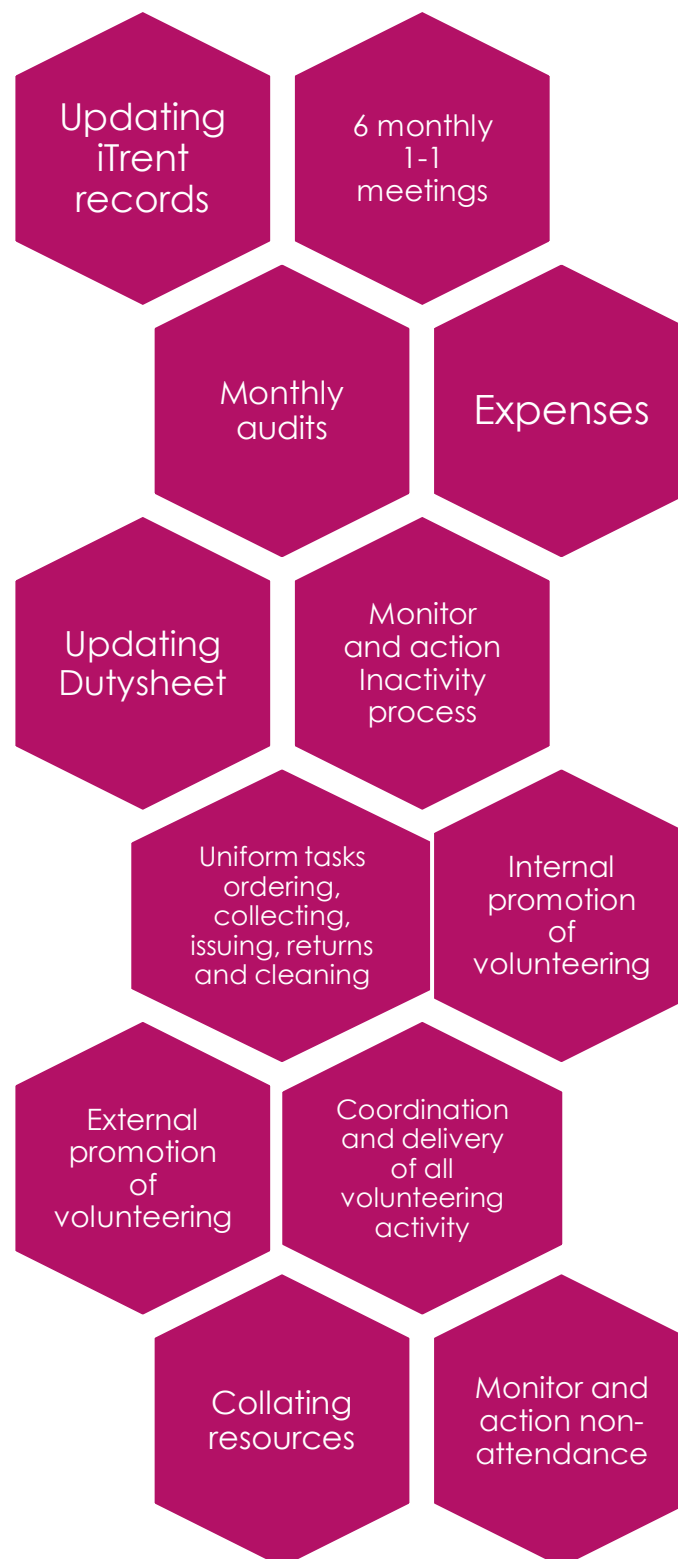 Updating
iTrent
records
6 monthly
1-1
meetings
Monthly
audits
Expenses
Updating
Dutysheet
Monitor
and action
Inactivity
process
Uniform tasks
ordering,
collecting,
issuing, returns
and cleaning
Internal
promotion
of
volunteering
External
promotion
of
volunteering
Coordination
and delivery
of all
volunteering
activity
Collating
resources
Monitor and
action non-
attendance